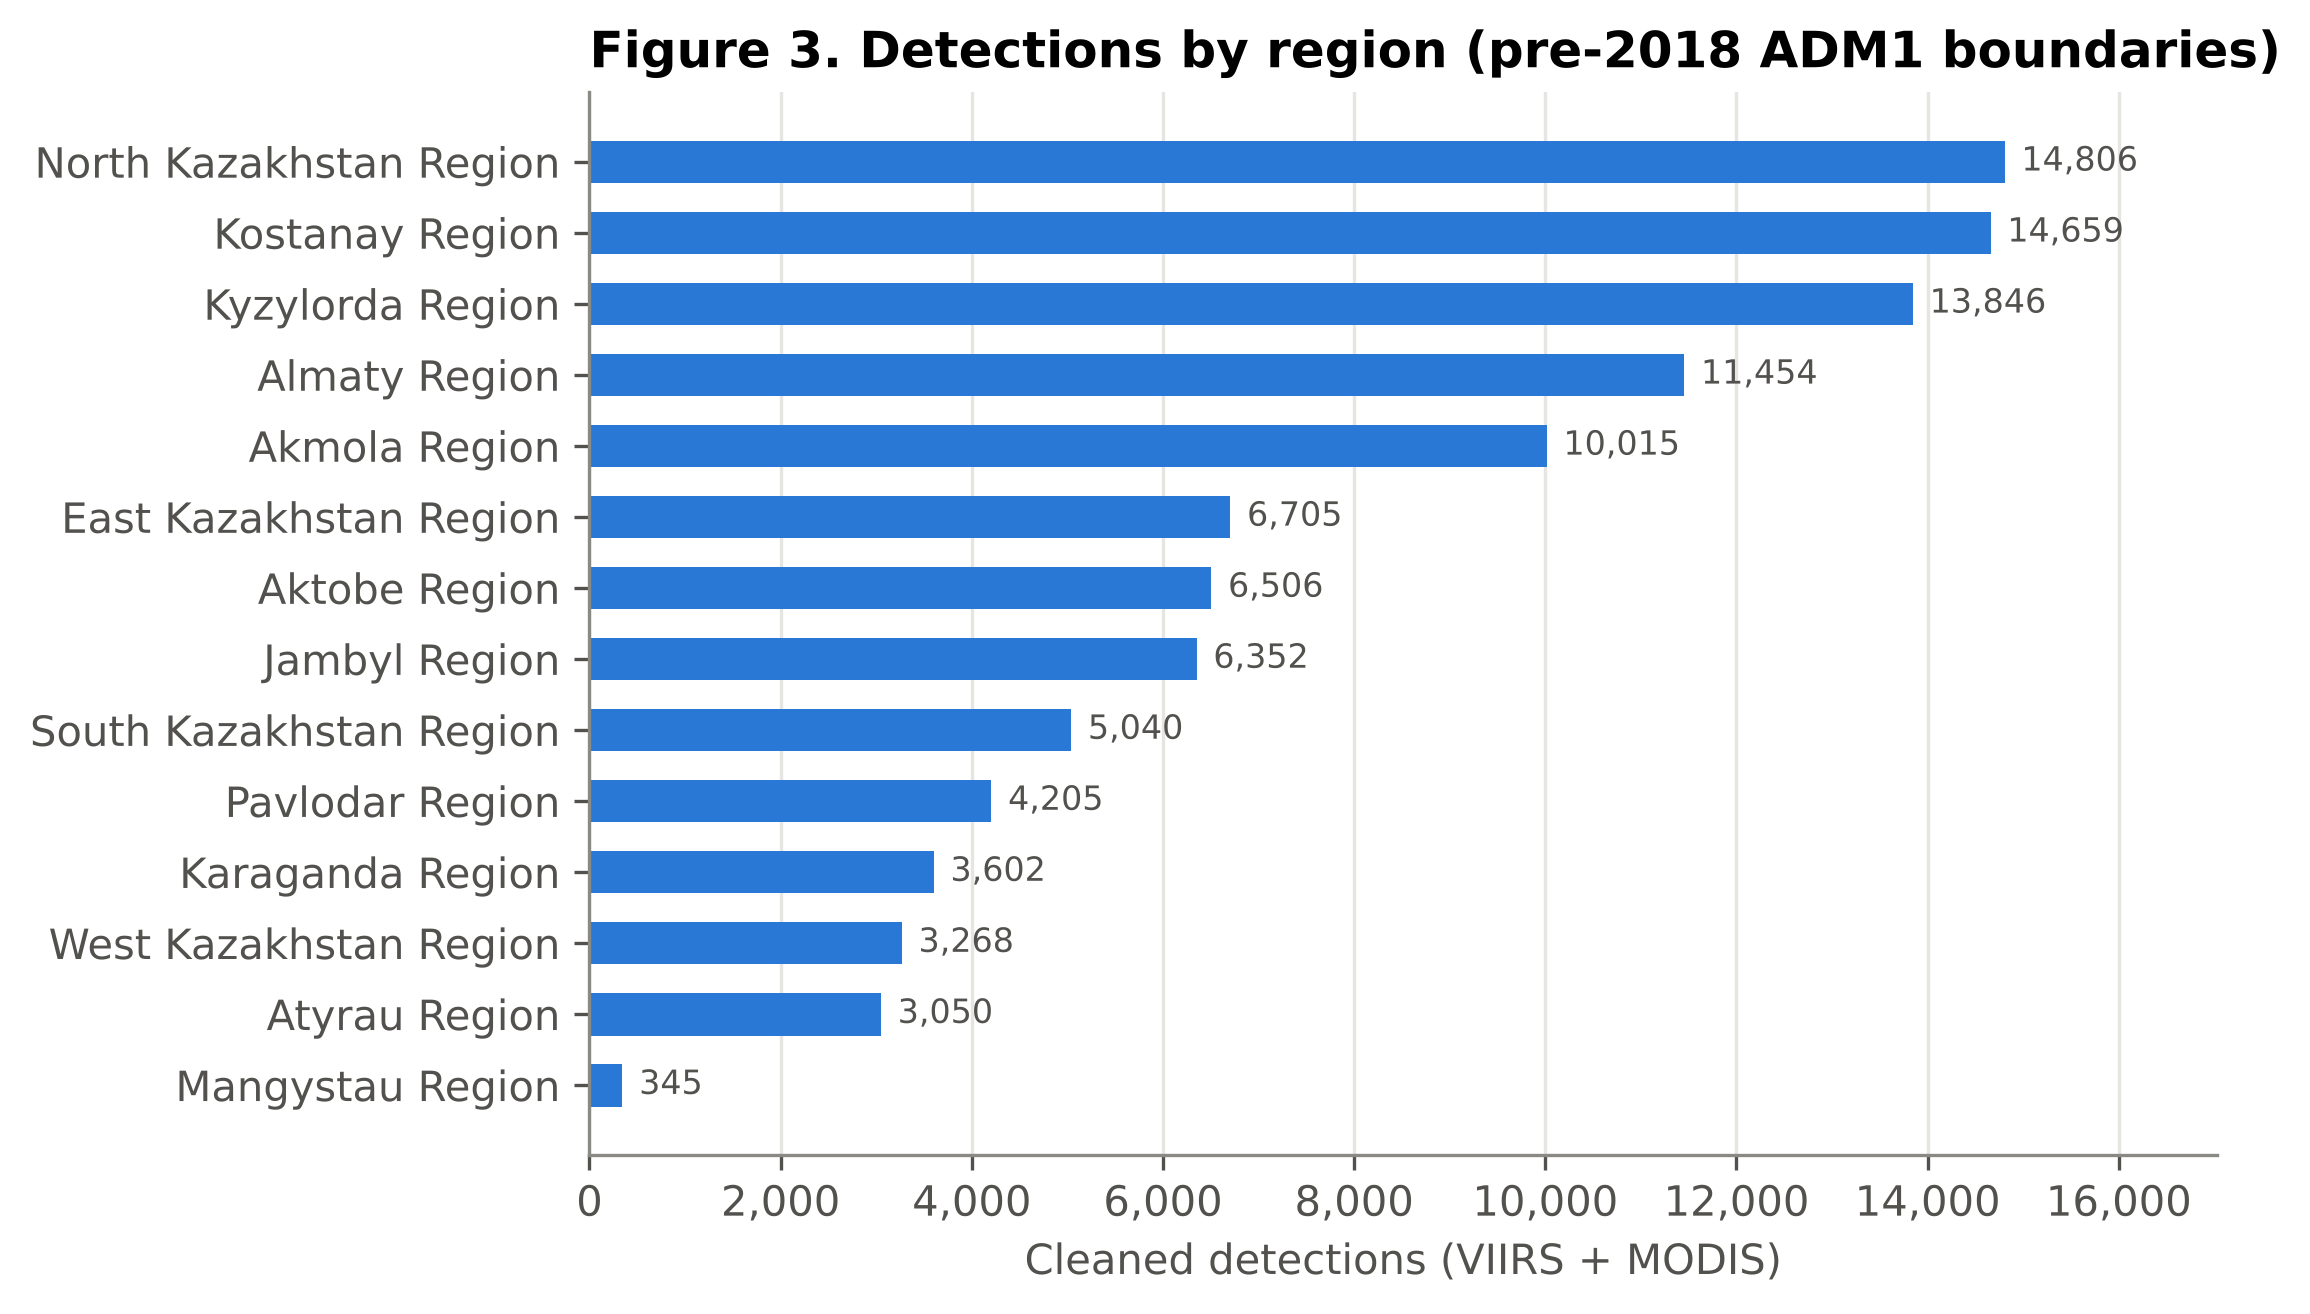 Figure 3. Detections by region (pre-2018 ADM1 boundaries)
North Kazakhstan Region 14,806
Kostanay Region 14,659
Kyzylorda Region 13,846
Almaty Region 11,454
Akmola Region 10,015
East Kazakhstan Region 6,705
Aktobe Region 6,506
Jambyl Region 6,352
South Kazakhstan Region 5,040
Pavlodar Region 4,205
Karaganda Region 3,602
West Kazakhstan Region 3,268
Atyrau Region 3,050
Mangystau Region 345
0 2,000 4,000 6,000 8,000 10,000 12,000 14,000 16,000
Cleaned detections (VIIRS + MODIS)